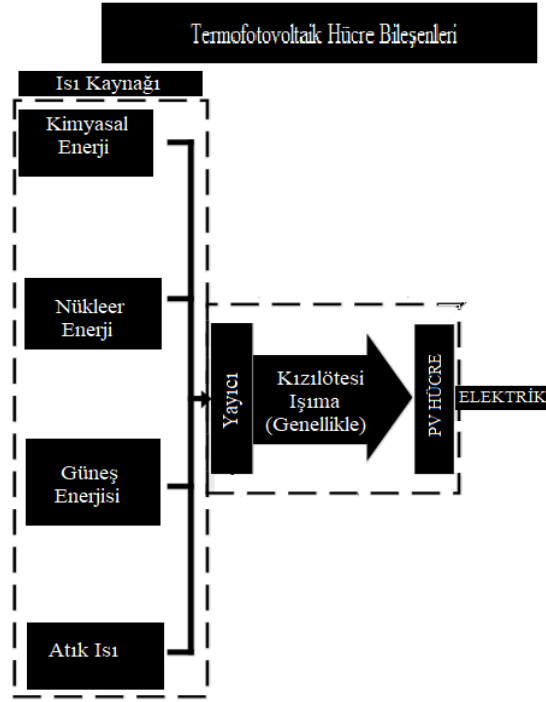 Termofotovoltaik Hücre Bileşenleri
Isı Kaynağı
Kimyasal
Enerji
Nükleer
Enerji
Güneş
Enerjisi
Atık Isı
Yayıcı
Kızılötesi
Işıma
(Genellikle)
PV HÜCRE
ELEKTRİK